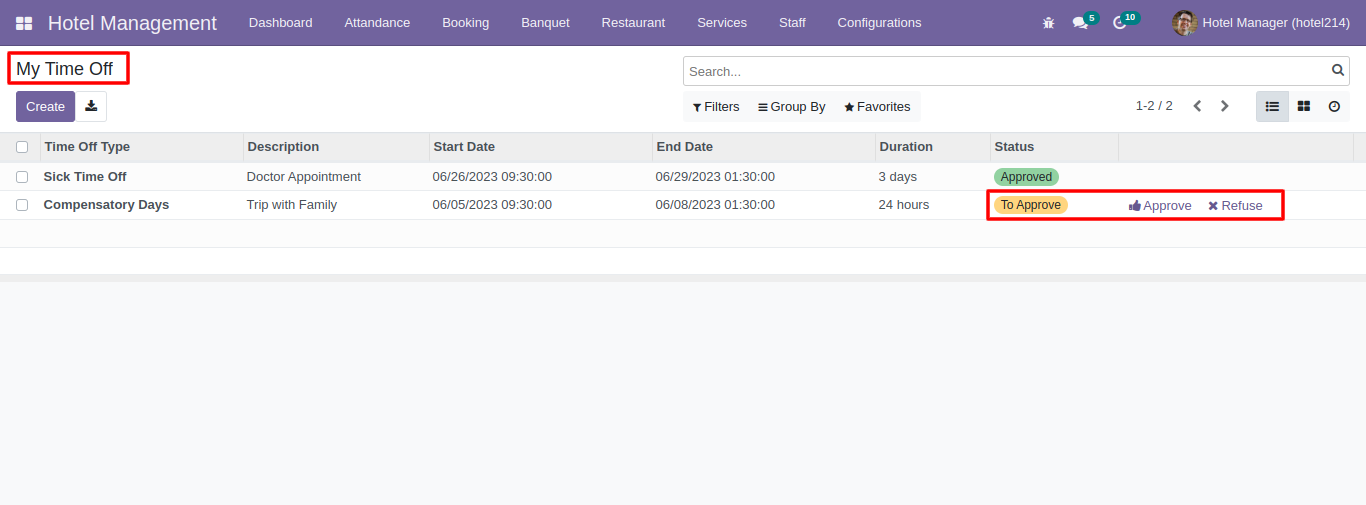 Hotel Management Dashboard Attandance Booking Banquet Restaurant Services Staff Configurations 5 10 Hotel Manager (hotel214)
My Time Off
Search...
Create Filters Group By Favorites 1-2 / 2
Time Off Type Description Start Date End Date Duration Status
Sick Time Off Doctor Appointment 06/26/2023 09:30:00 06/29/2023 01:30:00 3 days Approved
Compensatory Days Trip with Family 06/05/2023 09:30:00 06/08/2023 01:30:00 24 hours To Approve Approve Refuse